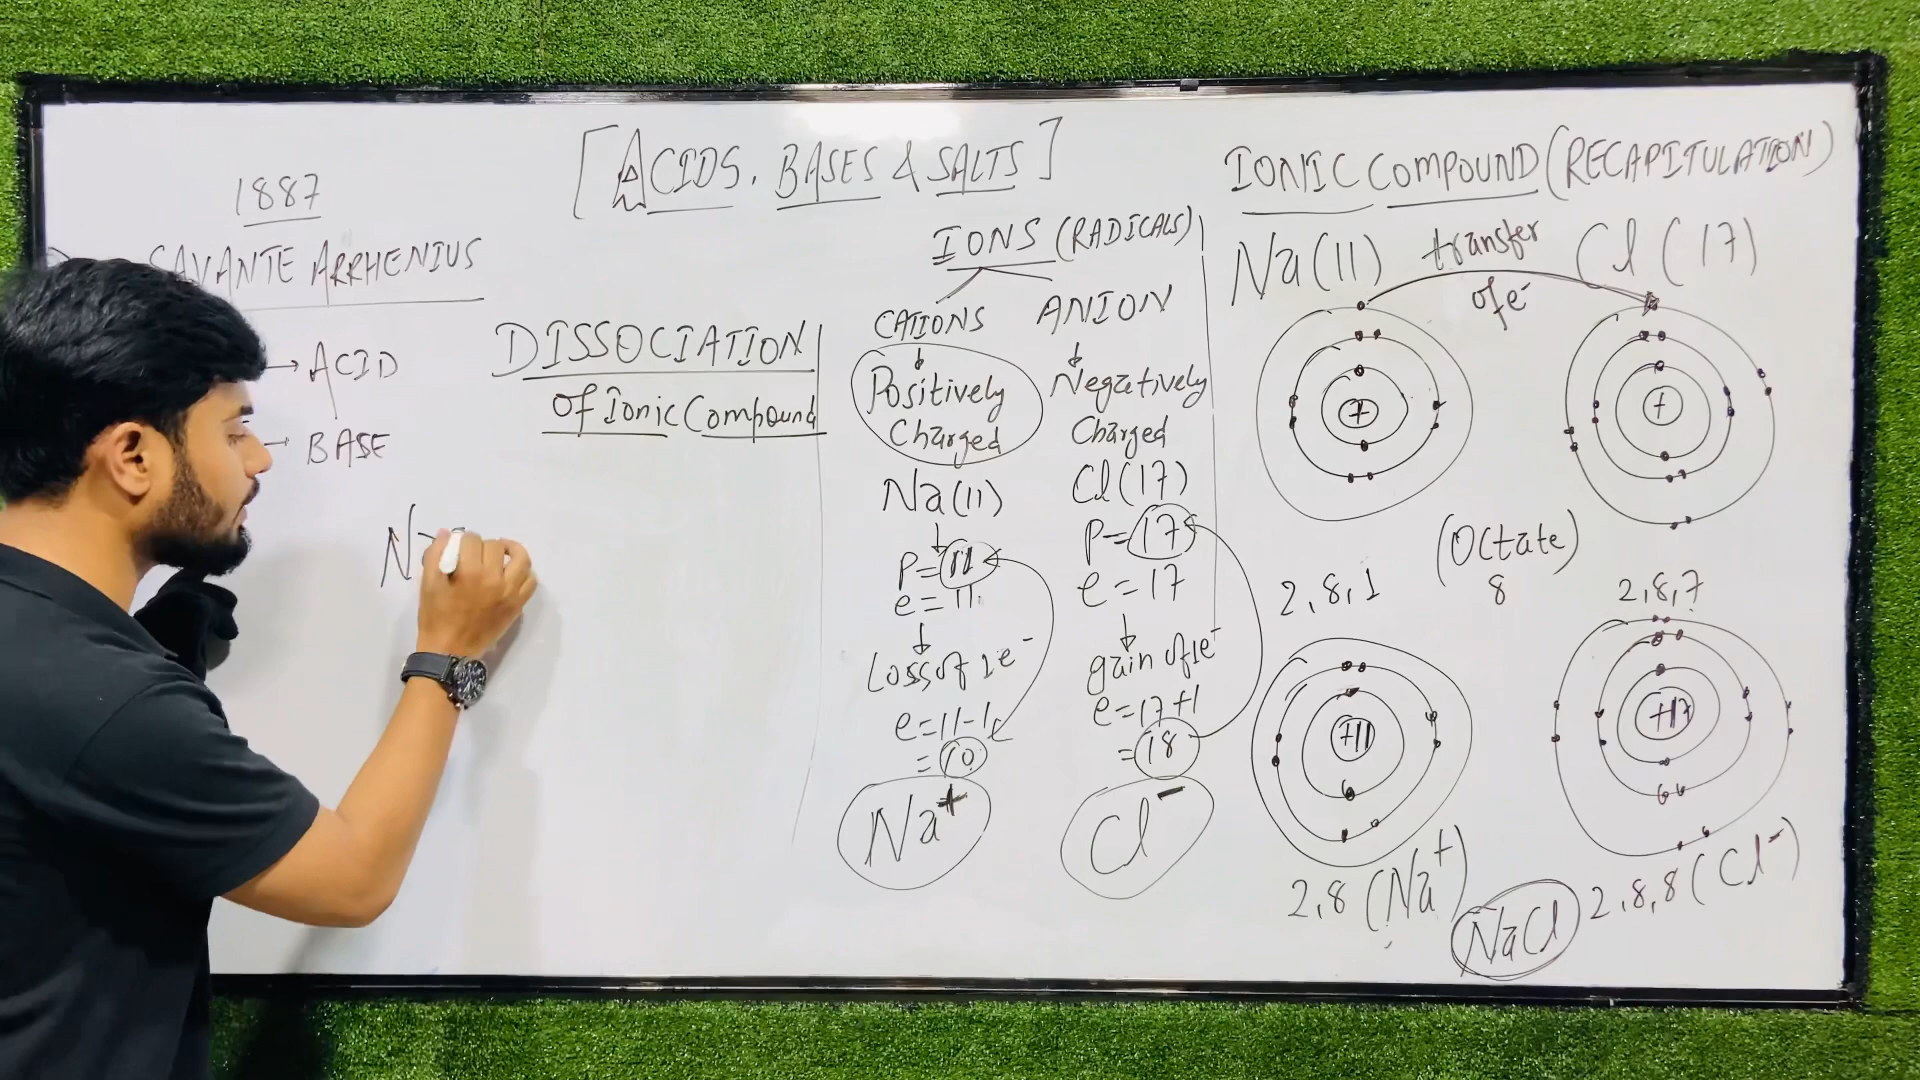 [ACIDS, BASES & SALTS]
1887
SAVANTE ARRHENIUS
→ ACID
→ BASE
Na
DISSOCIATION
Of Ionic Compound
IONS (RADICALS)
CATIONS
↓
Positively
Charged
Na(11)
↓
P=11
e=11
↓
Loss of 1e⁻
e=11-1
=10
Na⁺
ANION
↓
Negatively
Charged
Cl(17)
P=17
e=17
↓
gain of 1e⁻
e=17+1
=18
Cl⁻
IONIC COMPOUND (RECAPITULATION)
Na(11) transfer Cl(17)
of e⁻
+ +
(Octate)
8
2,8,1 2,8,7
+11 +17
2,8 (Na⁺) NaCl 2,8,8 (Cl⁻)